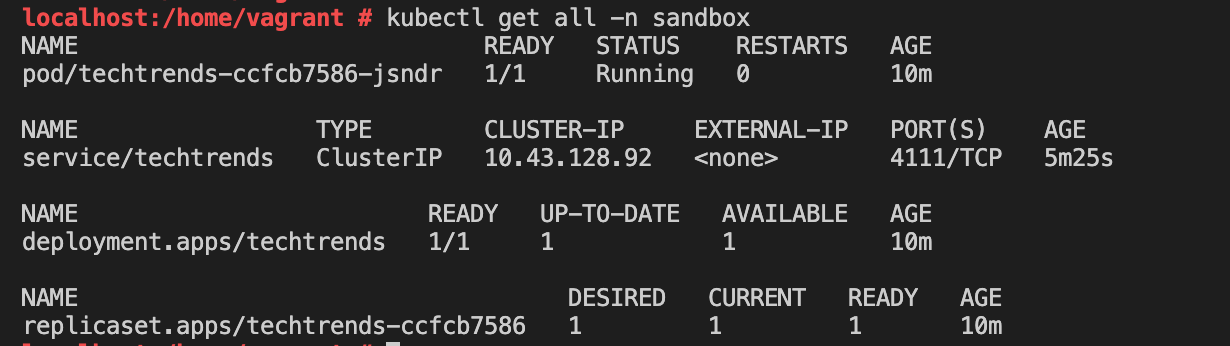 localhost:/home/vagrant # kubectl get all -n sandbox
NAME READY STATUS RESTARTS AGE
pod/techtrends-ccfcb7586-jsndr 1/1 Running 0 10m
NAME TYPE CLUSTER-IP EXTERNAL-IP PORT(S) AGE
service/techtrends ClusterIP 10.43.128.92 <none> 4111/TCP 5m25s
NAME READY UP-TO-DATE AVAILABLE AGE
deployment.apps/techtrends 1/1 1 1 10m
NAME DESIRED CURRENT READY AGE
replicaset.apps/techtrends-ccfcb7586 1 1 1 10m